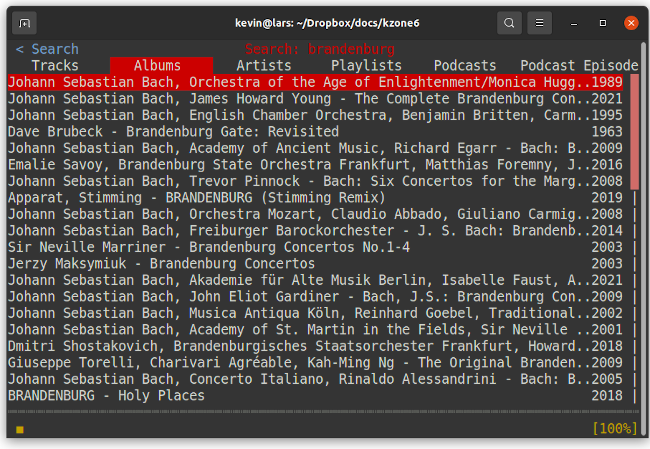 kevin@lars: ~/Dropbox/docs/kzone6
< Search Search: brandenburg
Tracks Albums Artists Playlists Podcasts Podcast Episode
Johann Sebastian Bach, Orchestra of the Age of Enlightenment/Monica Hugg..1989
Johann Sebastian Bach, James Howard Young - The Complete Brandenburg Con..2021
Johann Sebastian Bach, English Chamber Orchestra, Benjamin Britten, Carm..1995
Dave Brubeck - Brandenburg Gate: Revisited 1963
Johann Sebastian Bach, Academy of Ancient Music, Richard Egarr - Bach: B..2009
Emalie Savoy, Brandenburg State Orchestra Frankfurt, Matthias Foremny, J..2016
Johann Sebastian Bach, Trevor Pinnock - Bach: Six Concertos for the Marg..2008
Apparat, Stimming - BRANDENBURG (Stimming Remix) 2019 |
Johann Sebastian Bach, Orchestra Mozart, Claudio Abbado, Giuliano Carmig..2008 |
Johann Sebastian Bach, Freiburger Barockorchester - J. S. Bach: Brandenb..2014 |
Sir Neville Marriner - Brandenburg Concertos No.1-4 2003 |
Jerzy Maksymiuk - Brandenburg Concertos 2003 |
Johann Sebastian Bach, Akademie für Alte Musik Berlin, Isabelle Faust, A..2021 |
Johann Sebastian Bach, John Eliot Gardiner - Bach, J.S.: Brandenburg Con..2009 |
Johann Sebastian Bach, Musica Antiqua Köln, Reinhard Goebel, Traditional..2002 |
Johann Sebastian Bach, Academy of St. Martin in the Fields, Sir Neville ..2001 |
Dmitri Shostakovich, Brandenburgisches Staatsorchester Frankfurt, Howard..2018 |
Giuseppe Torelli, Charivari Agréable, Kah-Ming Ng - The Original Branden..2009 |
Johann Sebastian Bach, Concerto Italiano, Rinaldo Alessandrini - Bach: B..2005 |
BRANDENBURG - Holy Places 2018 |
[100%]